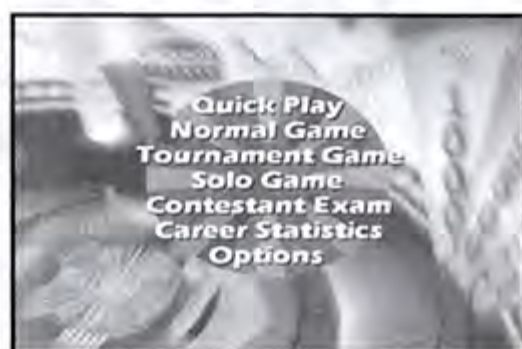 Quick Play
Normal Game
Tournament Game
Solo Game
Contestant Exam
Career Statistics
Options